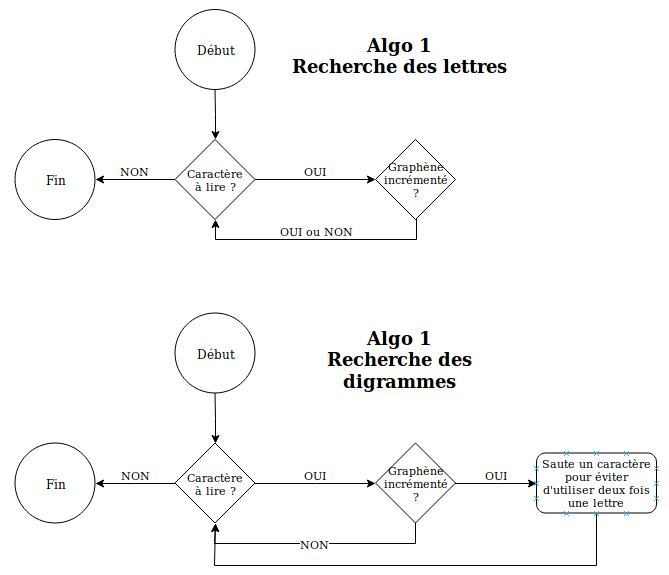 Début
Algo 1
Recherche des lettres
Fin
NON
Caractère
à lire ?
OUI
Graphène
incrémenté
?
OUI ou NON
Début
Algo 1
Recherche des
digrammes
Fin
NON
Caractère
à lire ?
OUI
Graphène
incrémenté
?
OUI
Saute un caractère
pour éviter
d'utiliser deux fois
une lettre
NON